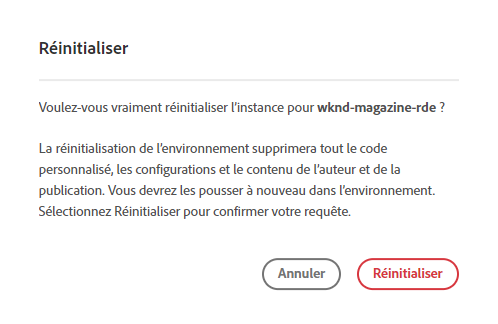 Réinitialiser
Voulez-vous vraiment réinitialiser l’instance pour wknd-magazine-rde ?
La réinitialisation de l’environnement supprimera tout le code
personnalisé, les configurations et le contenu de l’auteur et de la
publication. Vous devrez les pousser à nouveau dans l’environnement.
Sélectionnez Réinitialiser pour confirmer votre requête.
Annuler Réinitialiser